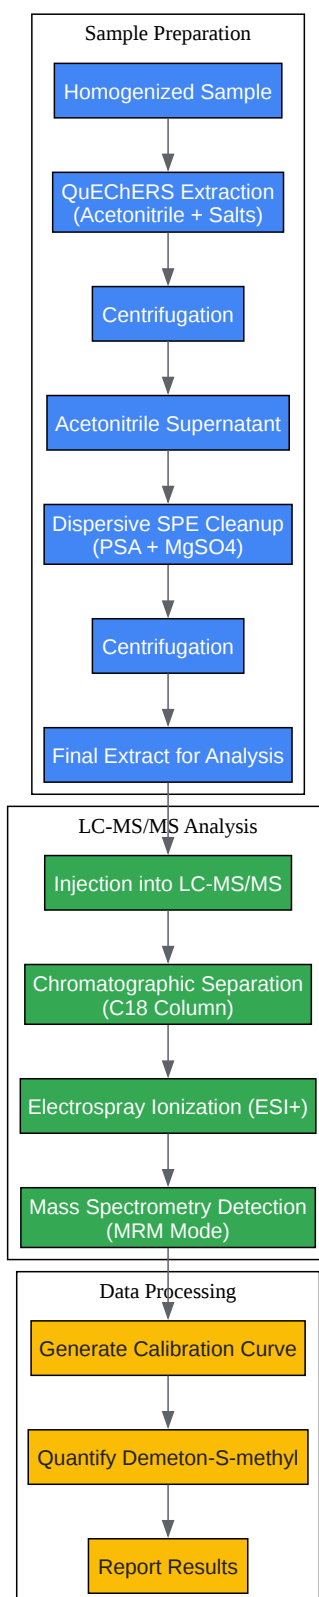 Sample Preparation
Homogenized Sample
QuEChERS Extraction
(Acetonitrile + Salts)
Centrifugation
Acetonitrile Supernatant
Dispersive SPE Cleanup
(PSA + MgSO4)
Centrifugation
Final Extract for Analysis
LC-MS/MS Analysis
Injection into LC-MS/MS
Chromatographic Separation
(C18 Column)
Electrospray Ionization (ESI+)
Mass Spectrometry Detection
(MRM Mode)
Data Processing
Generate Calibration Curve
Quantify Demeton-S-methyl
Report Results